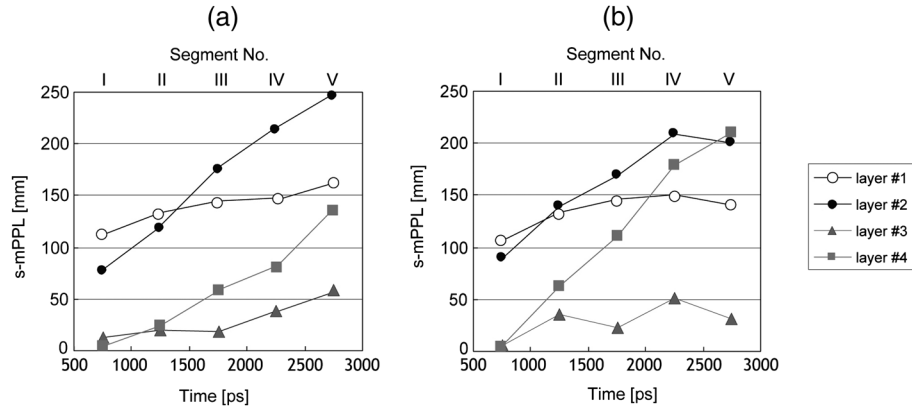 (a)
Segment No.
I II III IV V
s-mPPL [mm]
250
200
150
100
50
0
500 1000 1500 2000 2500 3000
Time [ps]
(b)
Segment No.
I II III IV V
s-mPPL [mm]
250
200
150
100
50
0
500 1000 1500 2000 2500 3000
Time [ps]
layer #1
layer #2
layer #3
layer #4